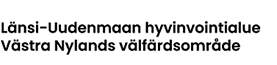 Länsi-Uudenmaan hyvinvointialue
Västra Nylands välfärdsområde